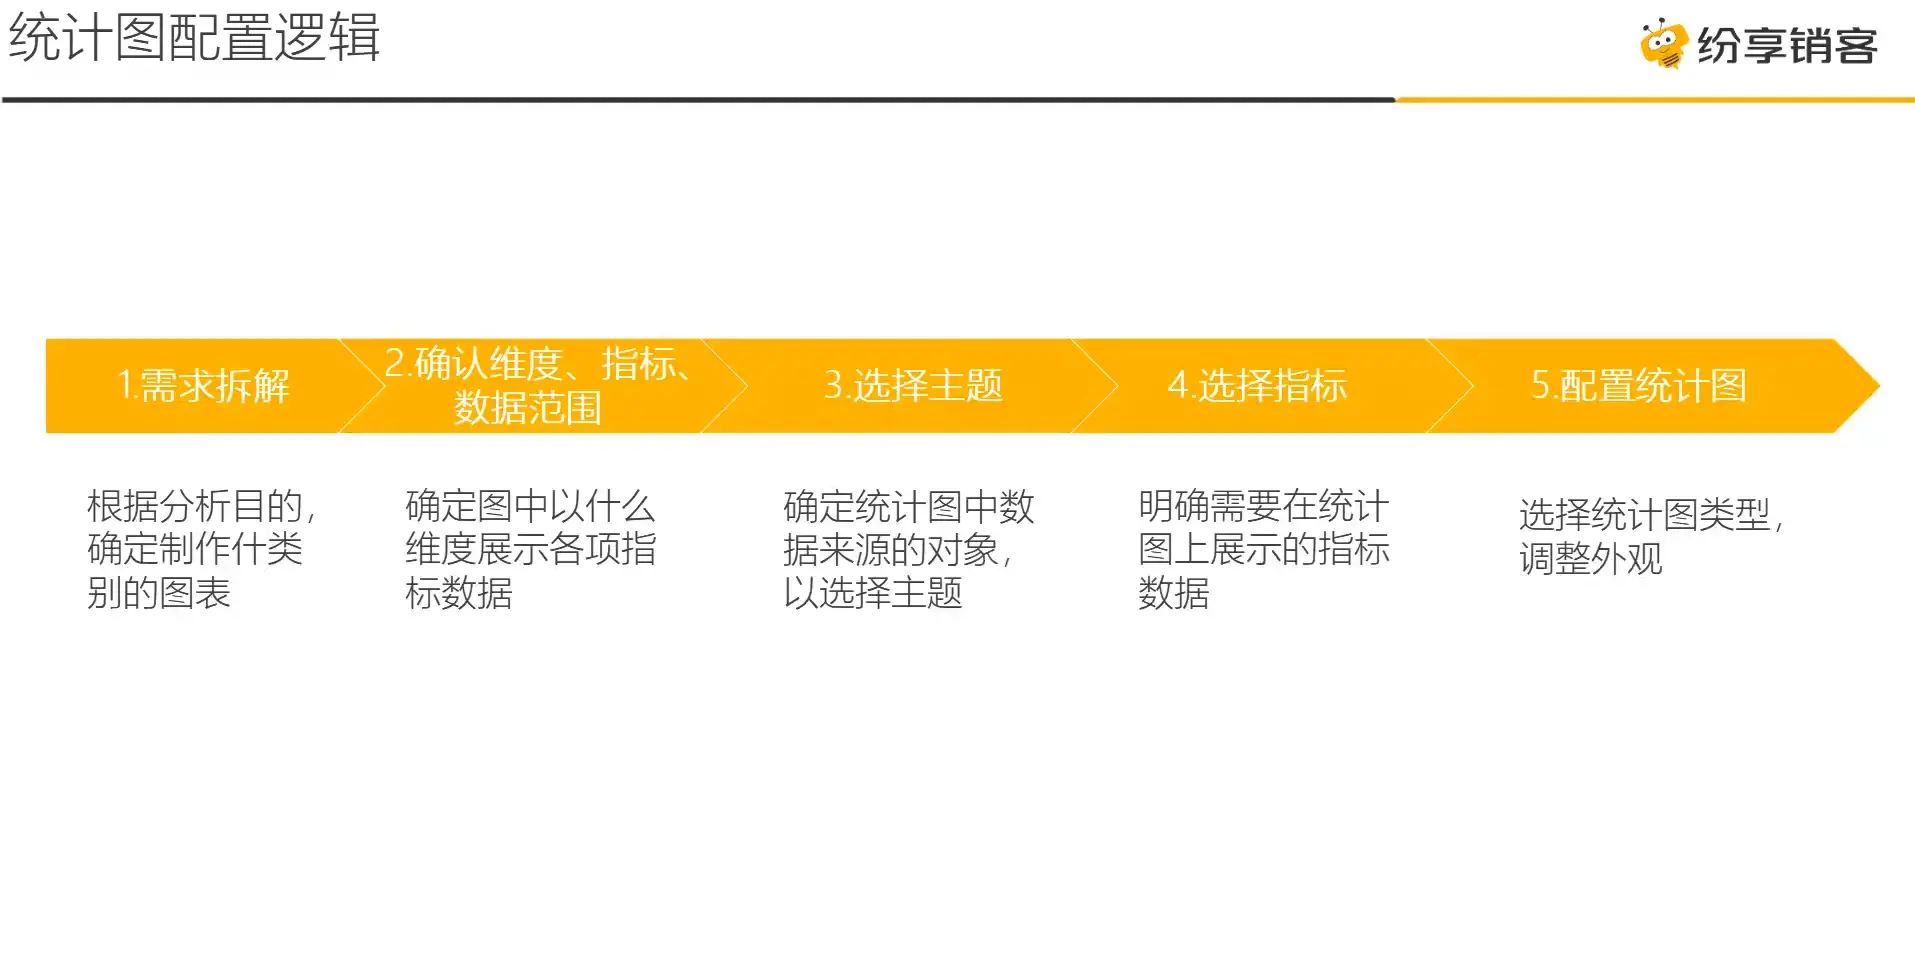 统计图配置逻辑
纷享销客
1.需求拆解
2.确认维度、指标、
数据范围
3.选择主题
4.选择指标
5.配置统计图
根据分析目的，
确定制作什类
别的图表
确定图中以什么
维度展示各项指
标数据
确定统计图中数
据来源的对象，
以选择主题
明确需要在统计
图上展示的指标
数据
选择统计图类型，
调整外观